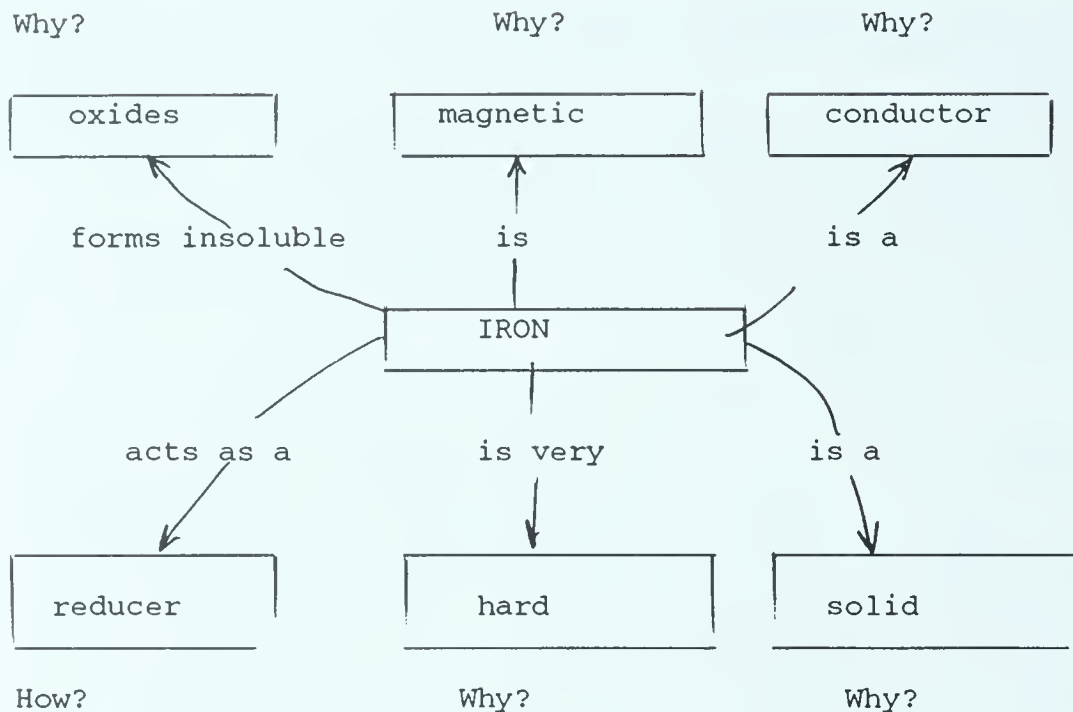 Why? Why? Why?
oxides magnetic conductor
forms insoluble is is a
IRON
acts as a is very is a
reducer hard solid
How? Why? Why?